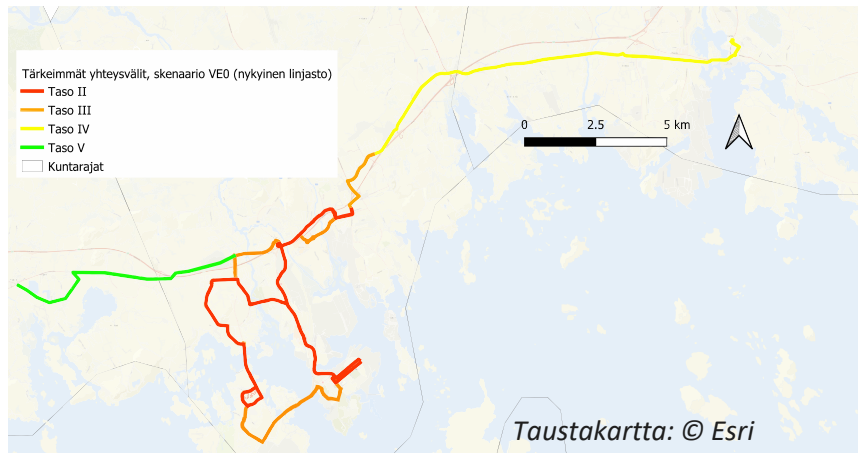 Tärkeimmät yhteysvälit, skenaario VE0 (nykyinen linjasto)
Taso II
Taso III
Taso IV
Taso V
Kuntarajat
0 2.5 5 km
Taustakartta: © Esri